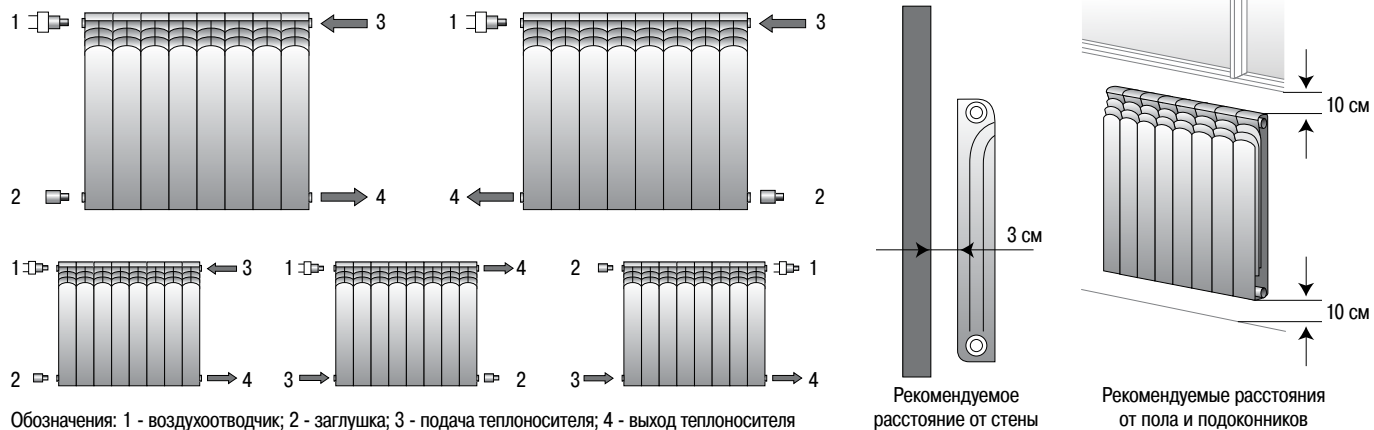 1 3 1 3
2 4 4 2
1 3 1 4 2 1
2 4 3 2 3 4
Обозначения: 1 - воздухоотводчик; 2 - заглушка; 3 - подача теплоносителя; 4 - выход теплоносителя
3 см
Рекомендуемое
расстояние от стены
10 см
10 см
Рекомендуемые расстояния
от пола и подоконников